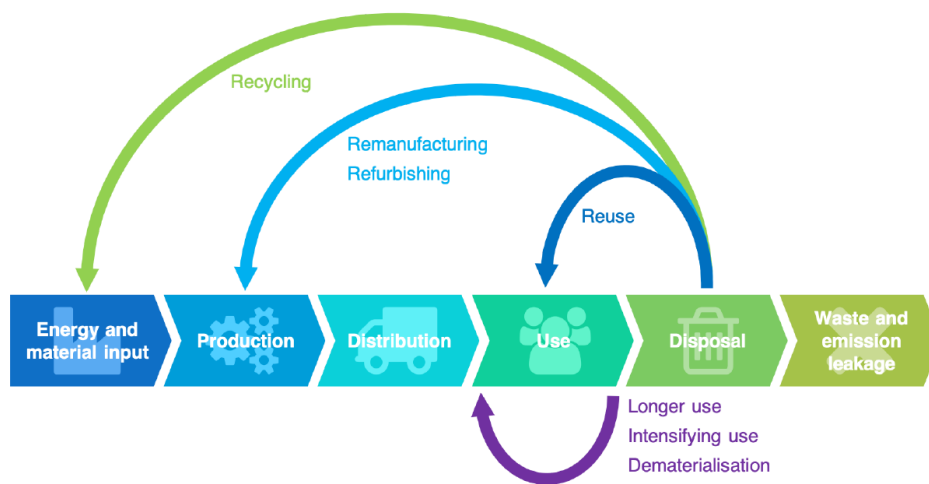 Recycling
Remanufacturing
Refurbishing
Reuse
Energy and
material input
Production
Distribution
Use
Disposal
Waste and
emission
leakage
Longer use
Intensifying use
Dematerialisation